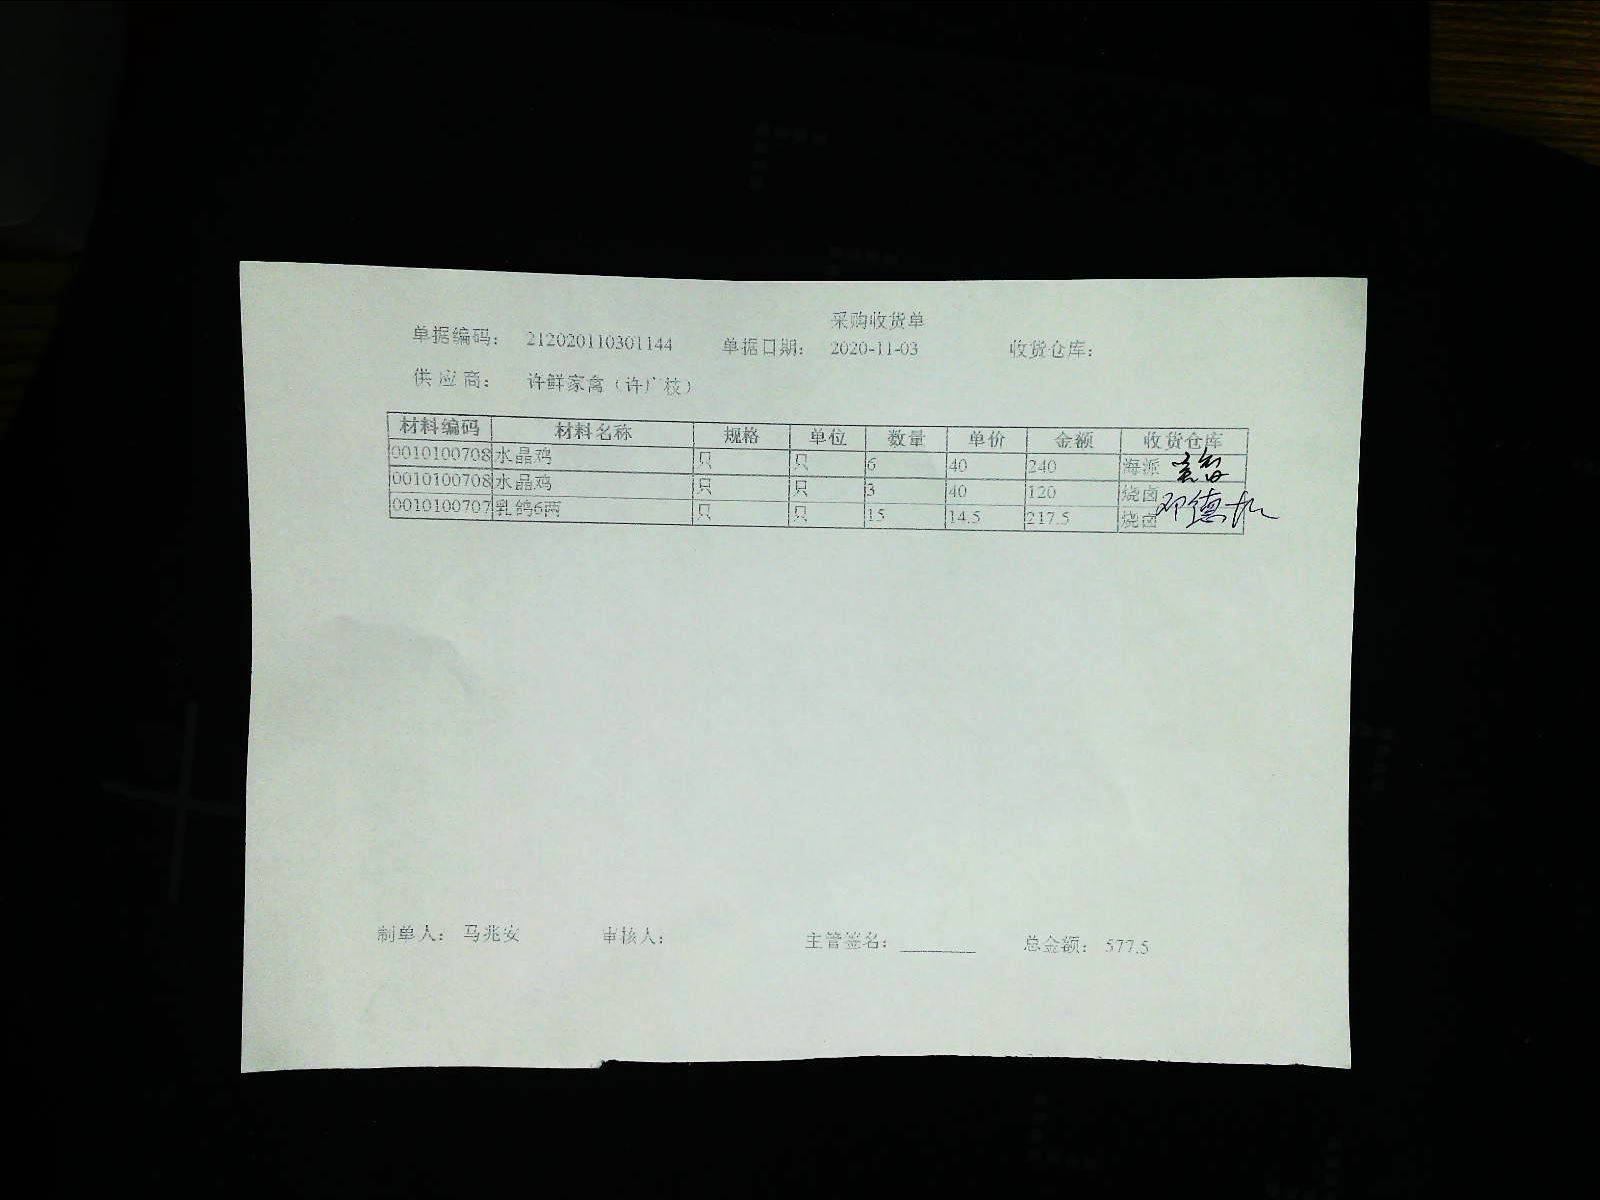 采购收货单
单据编码： 212020110301144 单据日期： 2020-11-03 收货仓库：
供 应 商： 许鲜家禽（许广枝）
材料编码 材料名称 规格 单位 数量 单价 金额 收货仓库
0010100708 水晶鸡 只 只 6 40 240 海派
0010100708 水晶鸡 只 只 3 40 120 烧卤
0010100707 乳鸽6两 只 只 15 14.5 217.5 烧卤 邓德
制单人： 马兆安 审核人： 主管签名： 总金额： 577.5